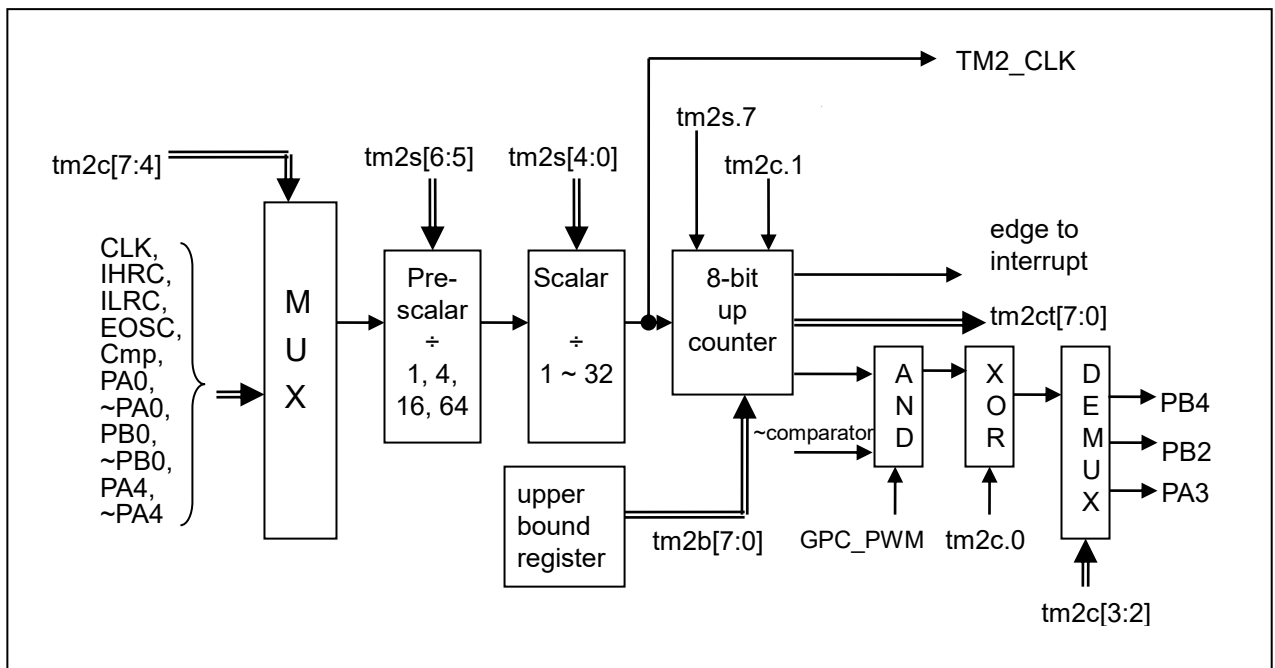 TM2_CLK
tm2s.7
tm2c[7:4]
tm2s[6:5]
tm2s[4:0]
tm2c.1
CLK,
IHRC,
ILRC,
EOSC,
Cmp,
PA0,
~PA0,
PB0,
~PB0,
PA4,
~PA4
M
U
X
Pre-
scalar
÷
1, 4,
16, 64
Scalar
÷
1 ~ 32
8-bit
up
counter
edge to
interrupt
tm2ct[7:0]
A
N
D
X
O
R
D
E
M
U
X
PB4
PB2
PA3
~comparator
upper
bound
register
tm2b[7:0]
GPC_PWM
tm2c.0
tm2c[3:2]